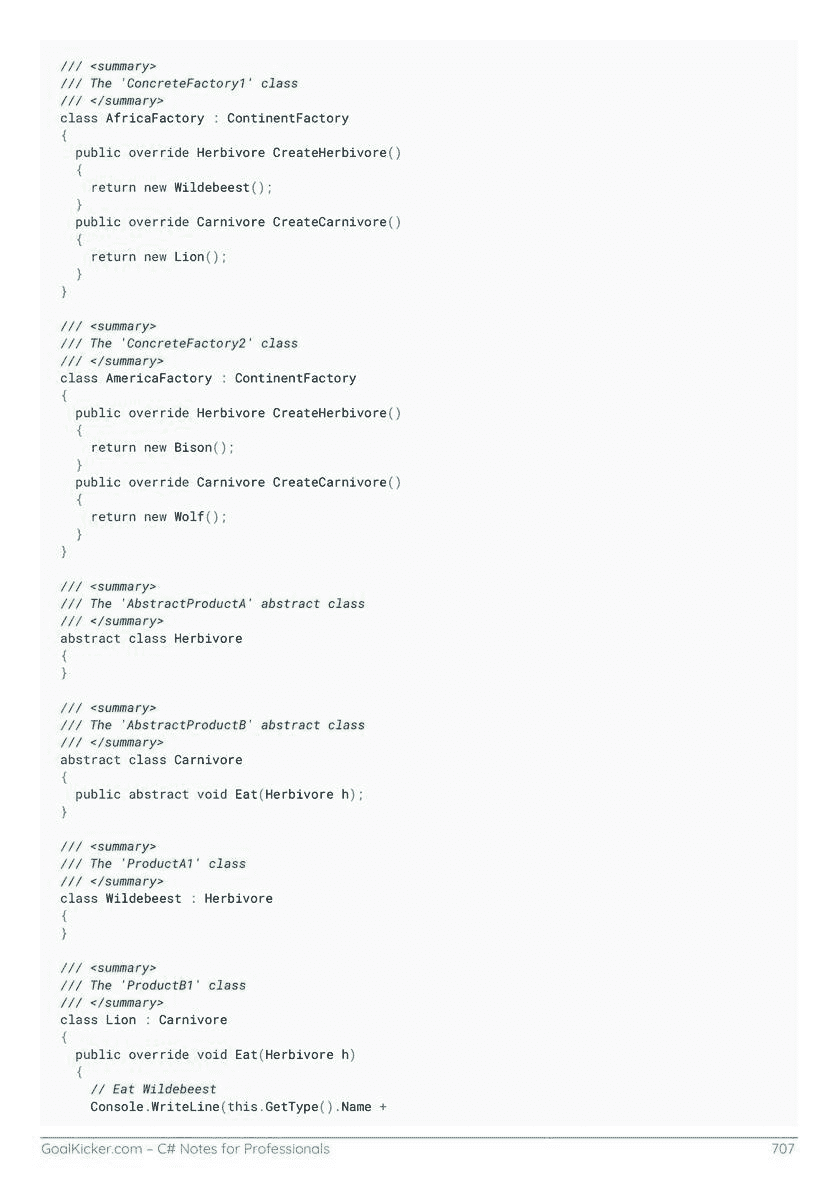 /// <summary>
/// The 'ConcreteFactory1' class
/// </summary>
class AfricaFactory : ContinentFactory
{
  public override Herbivore CreateHerbivore()
  {
    return new Wildebeest();
  }
  public override Carnivore CreateCarnivore()
  {
    return new Lion();
  }
}

/// <summary>
/// The 'ConcreteFactory2' class
/// </summary>
class AmericaFactory : ContinentFactory
{
  public override Herbivore CreateHerbivore()
  {
    return new Bison();
  }
  public override Carnivore CreateCarnivore()
  {
    return new Wolf();
  }
}

/// <summary>
/// The 'AbstractProductA' abstract class
/// </summary>
abstract class Herbivore
{
}

/// <summary>
/// The 'AbstractProductB' abstract class
/// </summary>
abstract class Carnivore
{
  public abstract void Eat(Herbivore h);
}

/// <summary>
/// The 'ProductA1' class
/// </summary>
class Wildebeest : Herbivore
{
}

/// <summary>
/// The 'ProductB1' class
/// </summary>
class Lion : Carnivore
{
  public override void Eat(Herbivore h)
  {
    // Eat Wildebeest
    Console.WriteLine(this.GetType().Name +
GoalKicker.com – C# Notes for Professionals 707